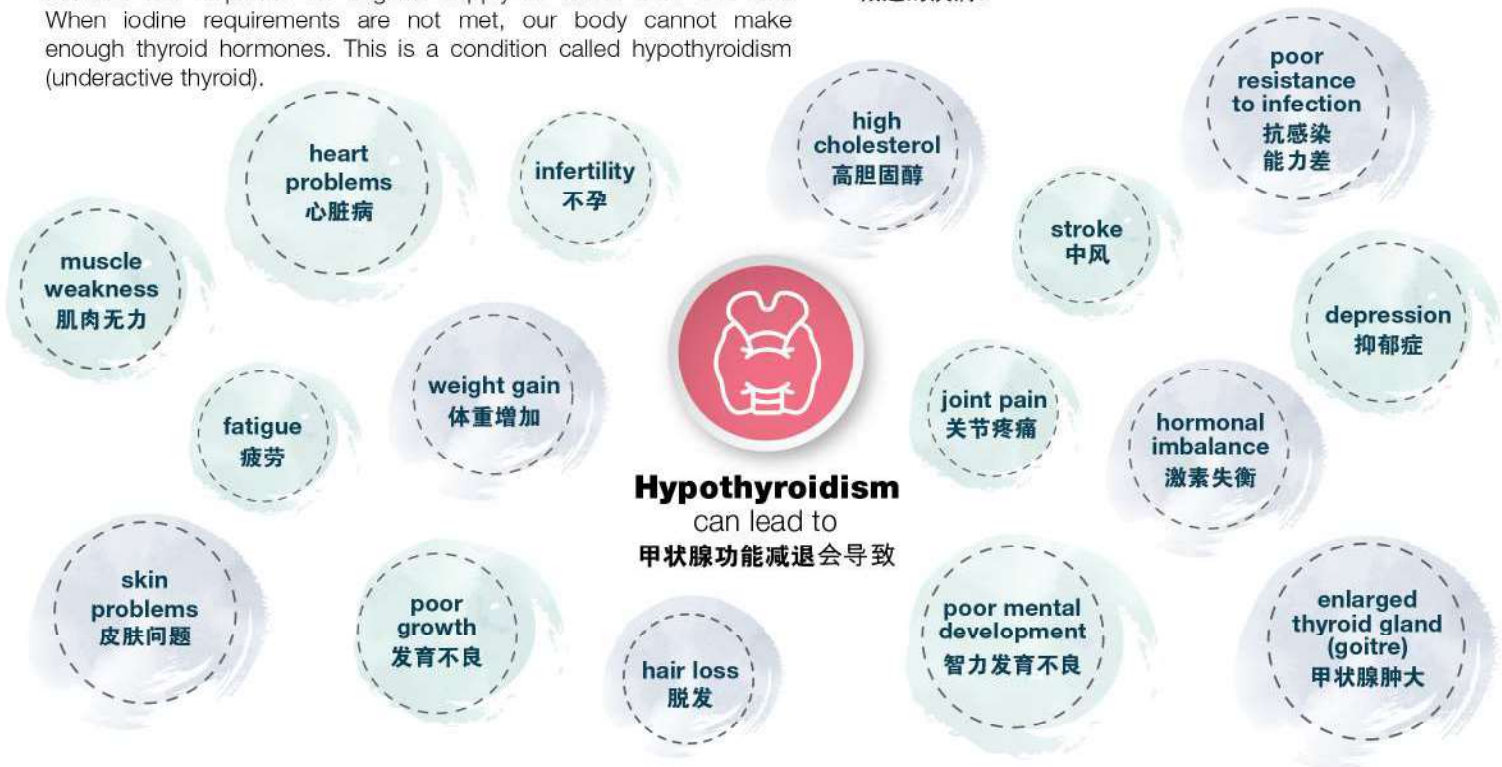 When iodine requirements are not met, our body cannot make
enough thyroid hormones. This is a condition called hypothyroidism
(underactive thyroid).
poor
resistance
to infection
抗感染
能力差
high
cholesterol
高胆固醇
heart
problems
心脏病
infertility
不孕
stroke
中风
muscle
weakness
肌肉无力
depression
抑郁症
weight gain
体重增加
joint pain
关节疼痛
hormonal
imbalance
激素失衡
fatigue
疲劳
Hypothyroidism
can lead to
甲状腺功能减退会导致
skin
problems
皮肤问题
poor
growth
发育不良
hair loss
脱发
poor mental
development
智力发育不良
enlarged
thyroid gland
(goitre)
甲状腺肿大